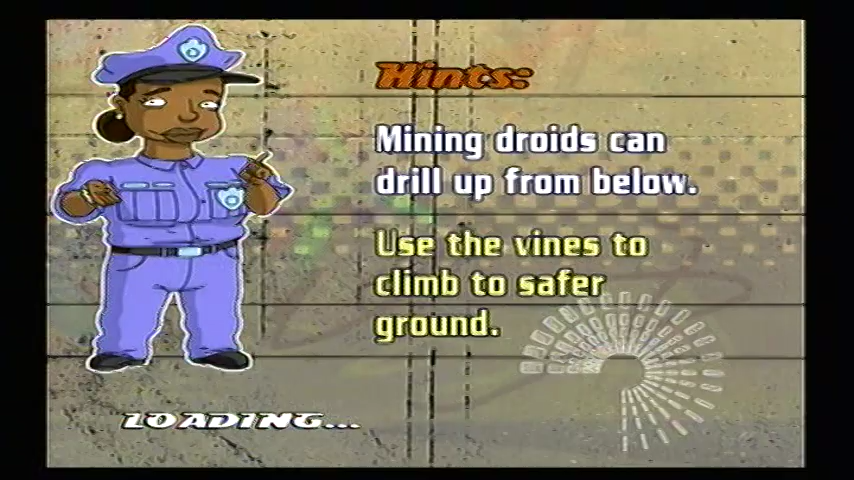 Hints:
Mining droids can
drill up from below.
Use the vines to
climb to safer
ground.
LOADING...